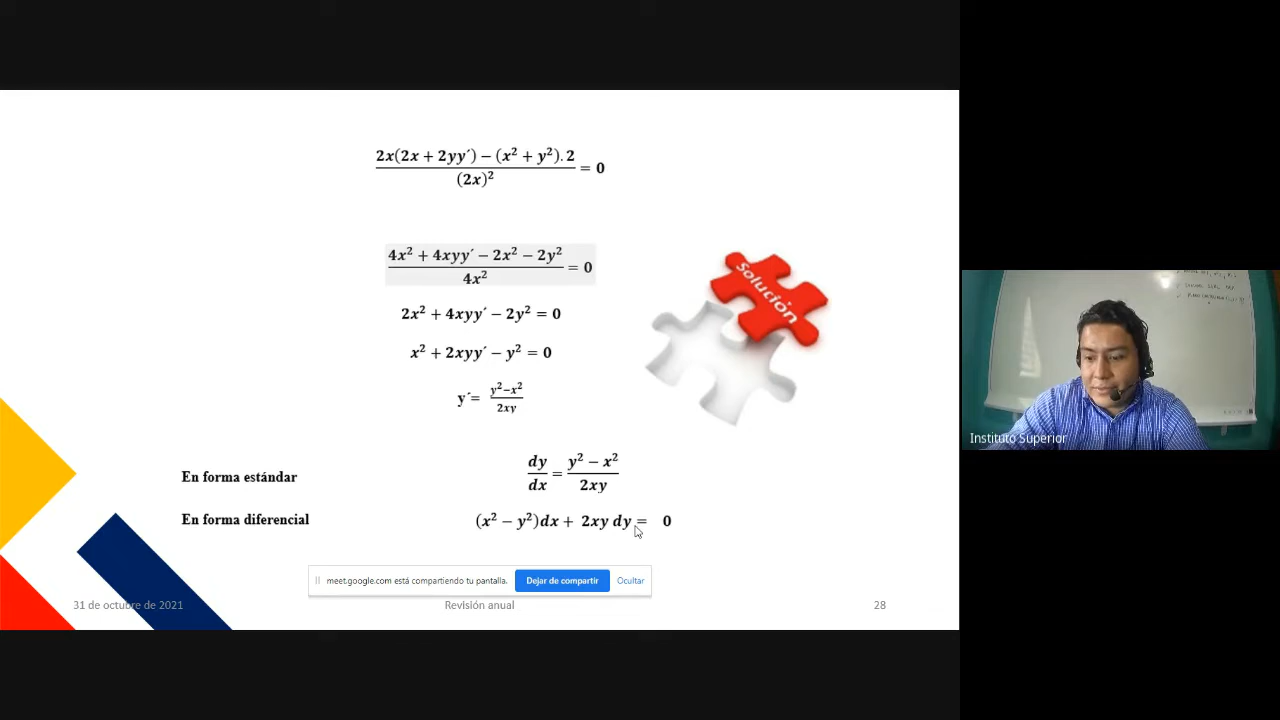 2x(2x + 2yy´) − (x² + y²). 2
(2x)²
= 0
4x² + 4xyy´ − 2x² − 2y²
4x²
= 0
2x² + 4xyy´ − 2y² = 0
x² + 2xyy´ − y² = 0
y´= y²−x²
2xy
Solución
En forma estándar
dy
dx
=
y² − x²
2xy
En forma diferencial
(x² − y²)dx + 2xy dy = 0
meet.google.com está compartiendo tu pantalla.
Dejar de compartir
Ocultar
31 de octubre de 2021
Revisión anual
28
Instituto Superior